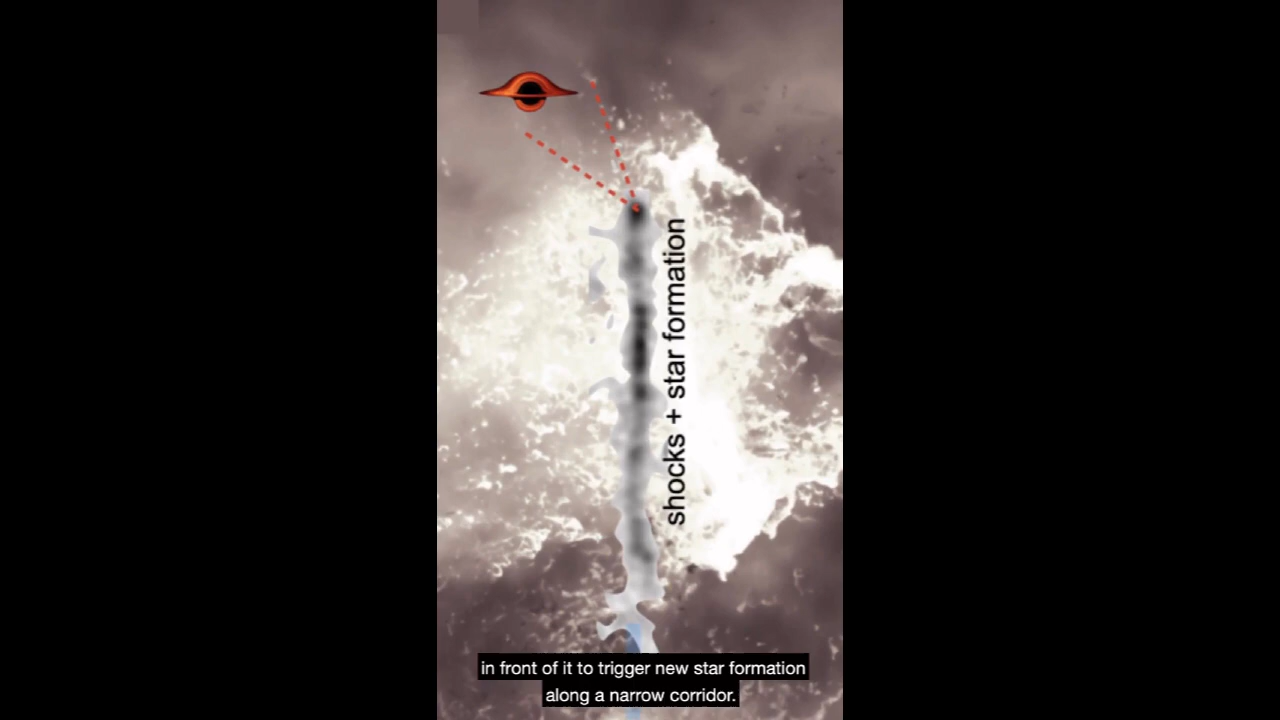 shocks + star formation
in front of it to trigger new star formation
along a narrow corridor.